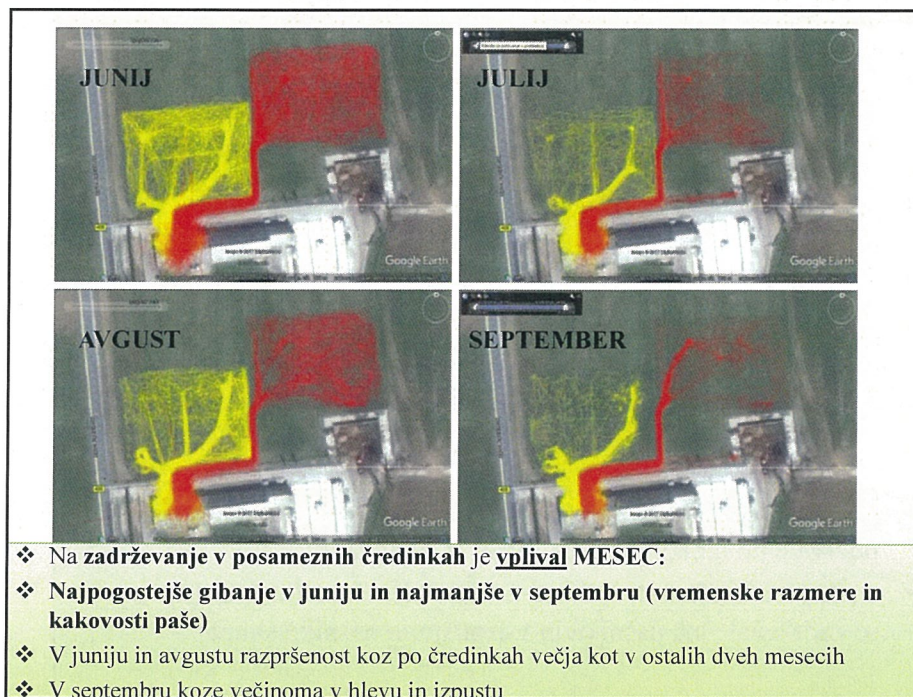 JUNIJ
JULIJ
Google Earth
Google Earth
AVGUST
SEPTEMBER
Google Earth
Google Earth
❖ Na zadrževanje v posameznih čredinkah je vplival MESEC:
❖ Najpogostejše gibanje v juniju in najmanjše v septembru (vremenske razmere in
kakovosti paše)
❖ V juniju in avgustu razpršenost koz po čredinkah večja kot v ostalih dveh mesecih
❖ V septembru koze večinoma v hlevu in izpustu